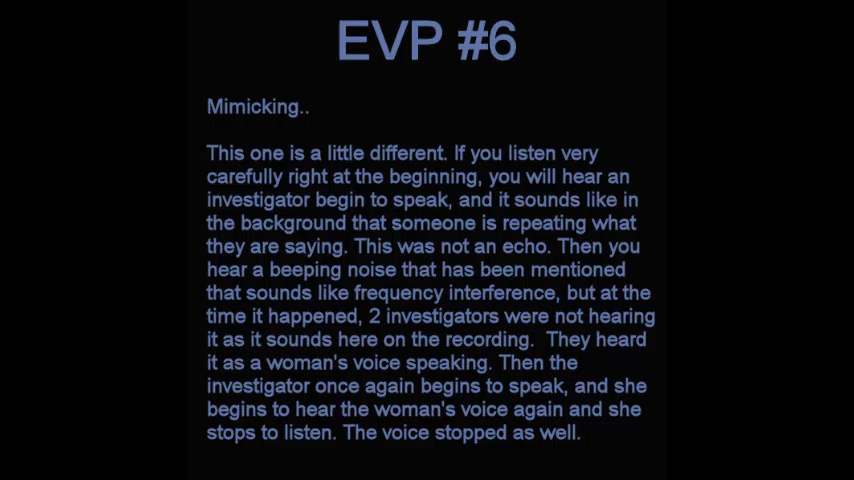 EVP #6
Mimicking..
This one is a little different. If you listen very
carefully right at the beginning, you will hear an
investigator begin to speak, and it sounds like in
the background that someone is repeating what
they are saying. This was not an echo. Then you
hear a beeping noise that has been mentioned
that sounds like frequency interference, but at the
time it happened, 2 investigators were not hearing
it as it sounds here on the recording.  They heard
it as a woman's voice speaking. Then the
investigator once again begins to speak, and she
begins to hear the woman's voice again and she
stops to listen. The voice stopped as well.